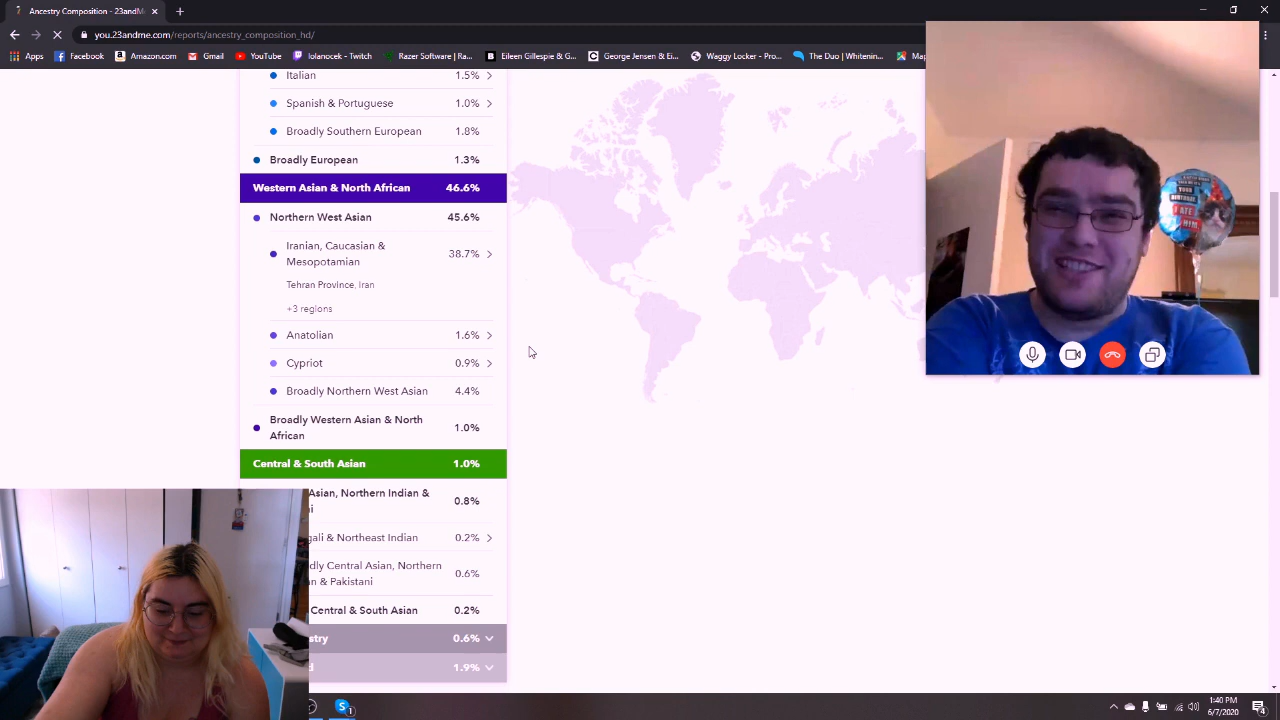 Ancestry Composition - 23andMe
you.23andme.com/reports/ancestry_composition_hd/
Apps
Facebook
Amazon.com
Gmail
YouTube
lolanocek - Twitch
Razer Software | Ra...
Eileen Gillespie & G...
George Jensen & Ei...
Waggy Locker - Pro...
The Duo | Whitenin...
Italian 1.5%
Spanish & Portuguese 1.0%
Broadly Southern European 1.8%
Broadly European 1.3%
Western Asian & North African 46.6%
Northern West Asian 45.6%
Iranian, Caucasian &
Mesopotamian 38.7%
Tehran Province, Iran
+3 regions
Anatolian 1.6%
Cypriot 0.9%
Broadly Northern West Asian 4.4%
Broadly Western Asian & North
African 1.0%
Central & South Asian 1.0%
Asian, Northern Indian &
0.8%
gali & Northeast Indian 0.2%
dly Central Asian, Northern
n & Pakistani 0.6%
Central & South Asian 0.2%
stry 0.6%
d 1.9%
YOUR
BIRTHDAY
I ATE
HIM
1:40 PM
6/7/2020